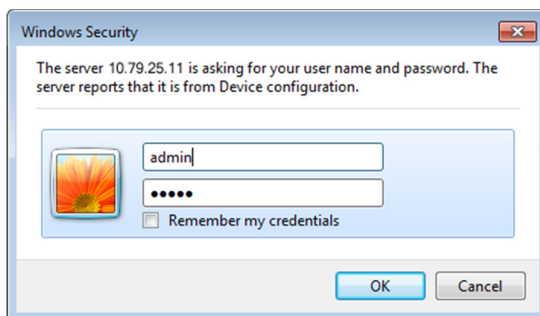 Windows Security
The server 10.79.25.11 is asking for your user name and password. The
server reports that it is from Device configuration.
admin
•••••
Remember my credentials
OK
Cancel